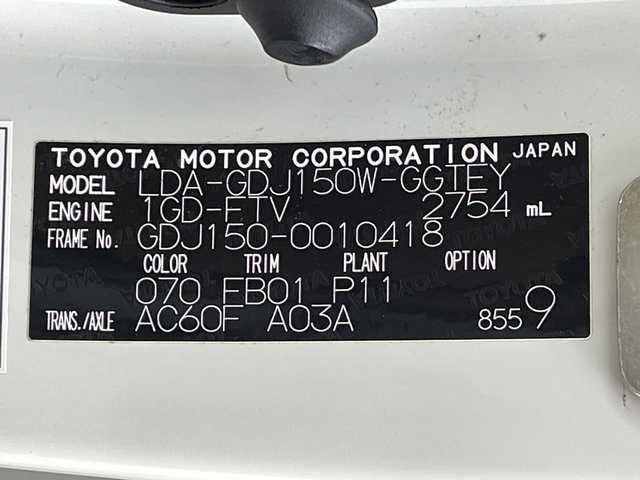 TOYOTA MOTOR CORPORATION JAPAN
MODEL LDA-GDJ150W-GGTEY
ENGINE 1GD-FTV 2754 mL
FRAME No. GDJ150-0010418
COLOR TRIM PLANT OPTION
070 FB01 P11
TRANS./AXLE AC60F A03A 8559